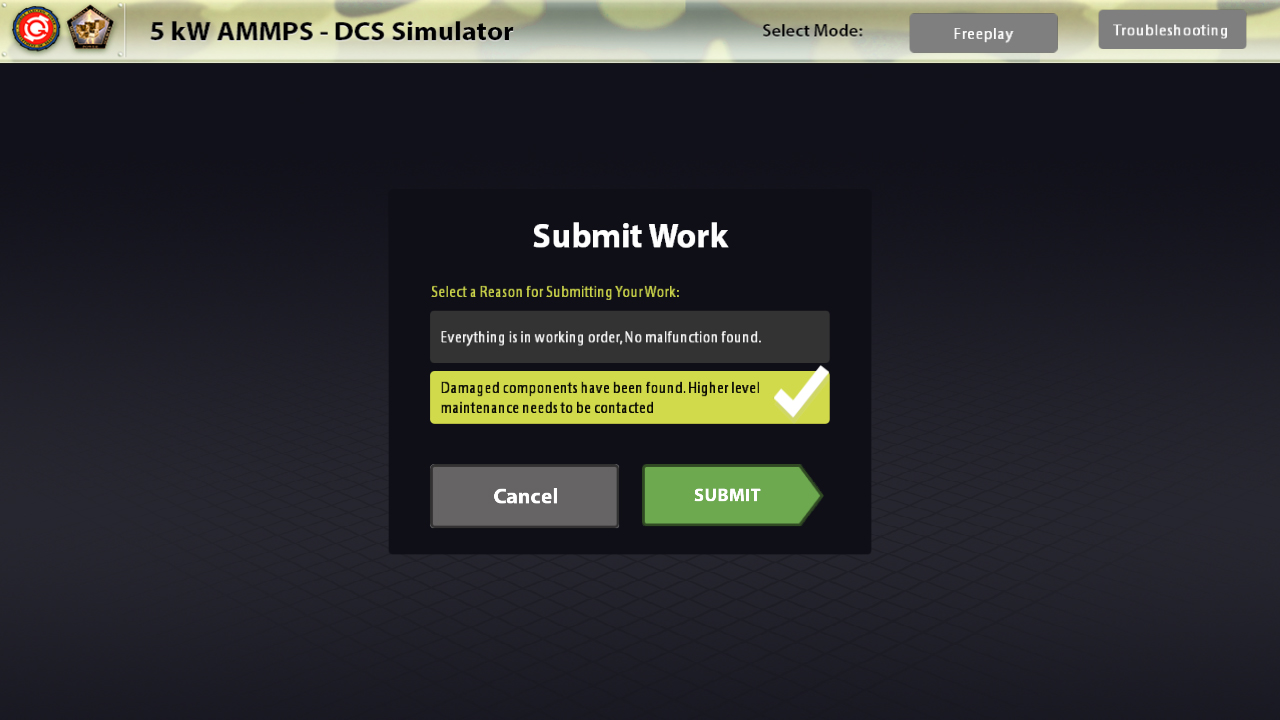 5 kW AMMPS - DCS Simulator
Select Mode:
Freeplay
Troubleshooting
Submit Work
Select a Reason for Submitting Your Work:
Everything is in working order, No malfunction found.
Damaged components have been found. Higher level
maintenance needs to be contacted
Cancel
SUBMIT